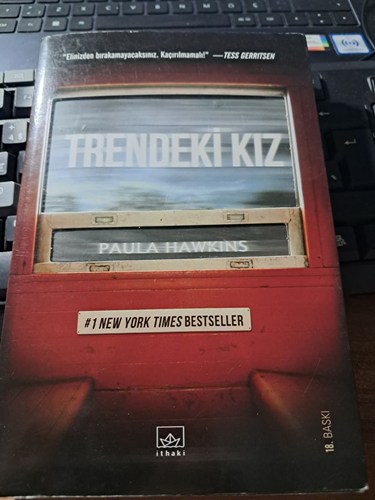 "Elinizden bırakamayacaksınız. Kaçırılmamalı!" —TESS GERRITSEN
TRENDEKİ KIZ
PAULA HAWKINS
#1 NEW YORK TIMES BESTSELLER
18. BASKI
ithaki